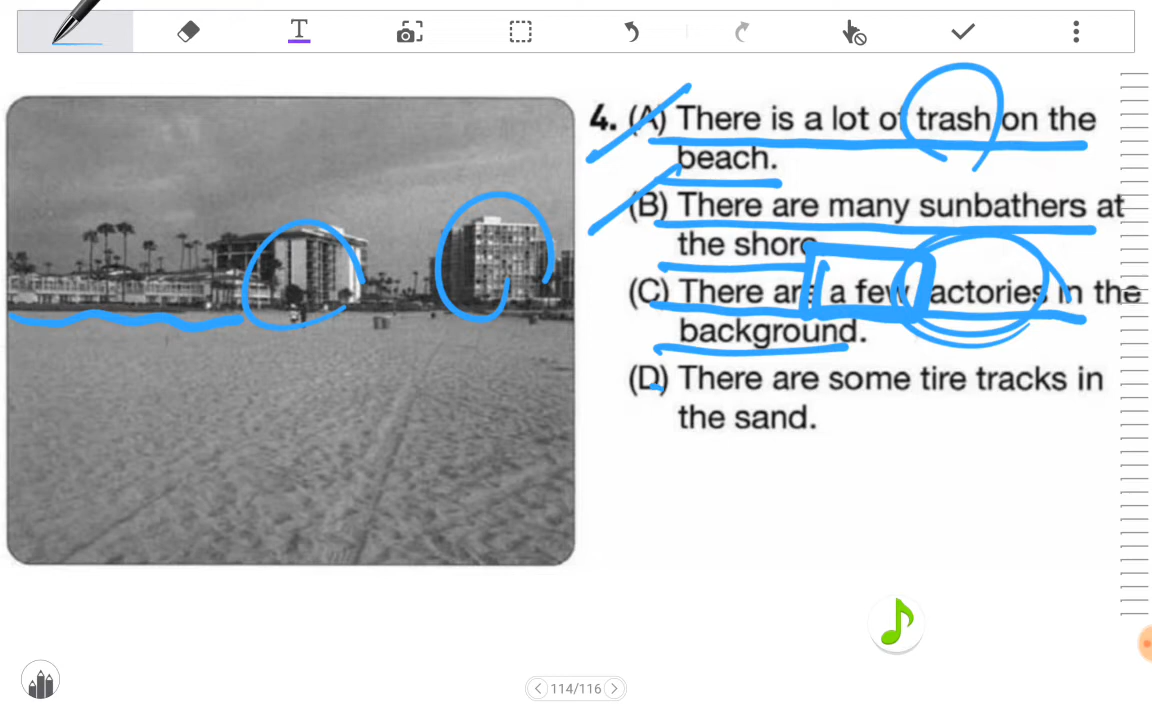 T
4. (A) There is a lot of trash on the
beach.
(B) There are many sunbathers at
the shore.
(C) There are a few factories in the
background.
(D) There are some tire tracks in
the sand.
114/116